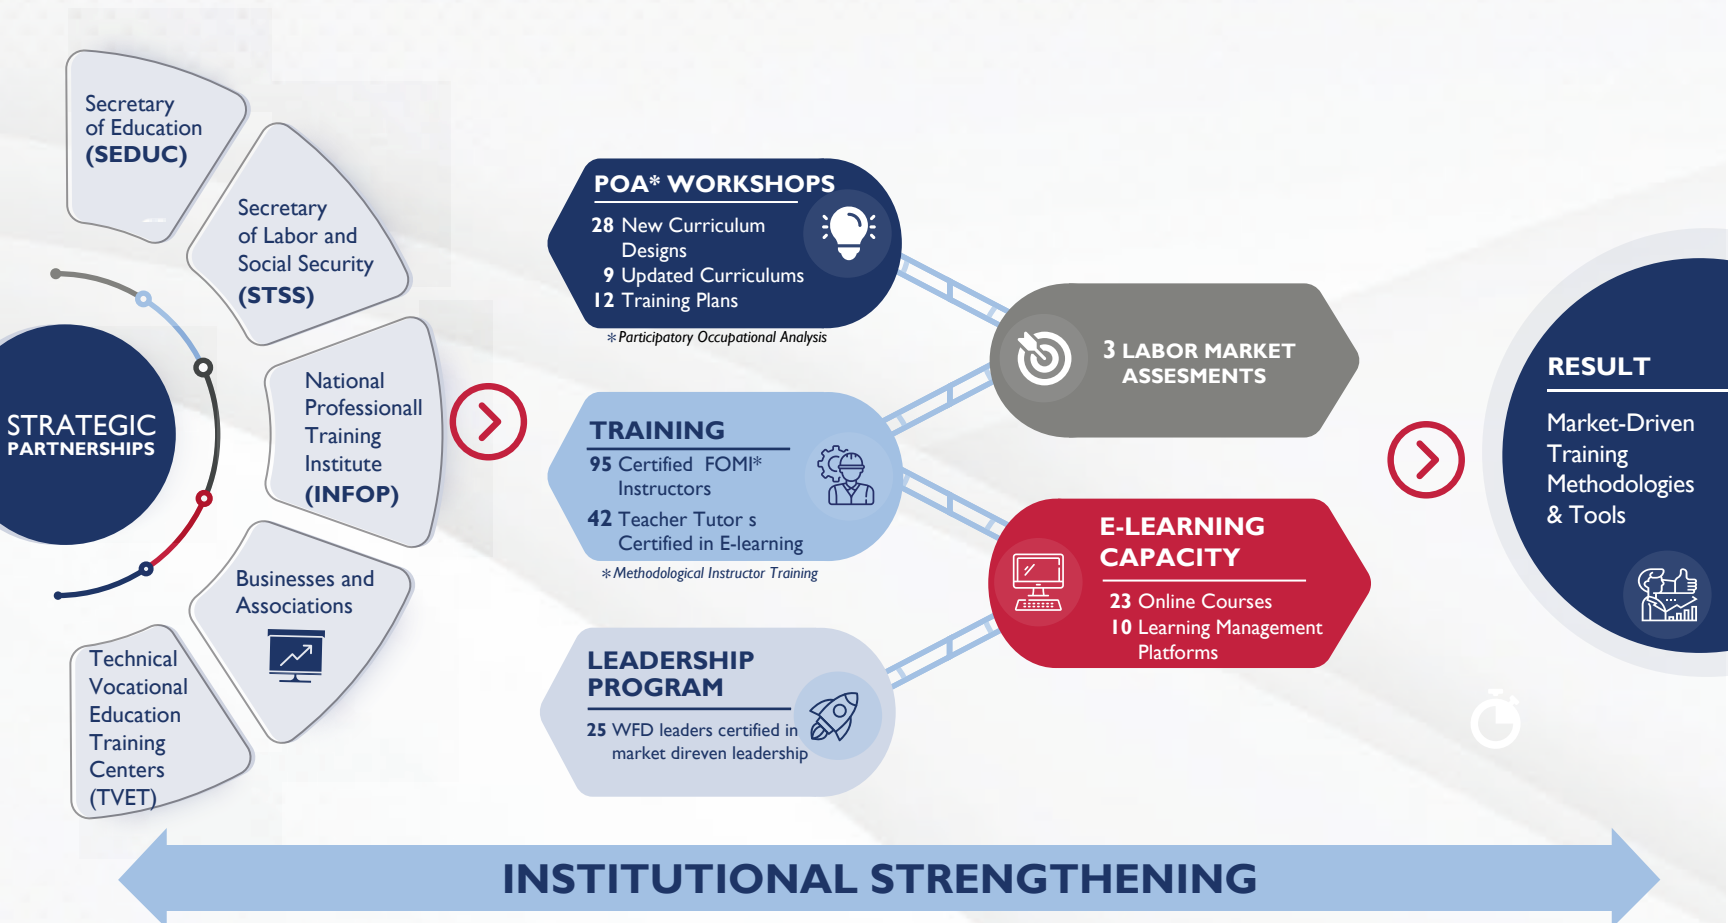 Secretary
of Education
(SEDUC)
Secretary
of Labor and
Social Security
(STSS)
STRATEGIC
PARTNERSHIPS
National
Professionall
Training
Institute
(INFOP)
Businesses and
Associations
Technical
Vocational
Education
Training
Centers
(TVET)
POA* WORKSHOPS
28 New Curriculum
Designs
9 Updated Curriculums
12 Training Plans
*Participatory Occupational Analysis
TRAINING
95 Certified FOMI*
Instructors
42 Teacher Tutor s
Certified in E-learning
*Methodological Instructor Training
LEADERSHIP
PROGRAM
25 WFD leaders certified in
market direven leadership
3 LABOR MARKET
ASSESMENTS
E-LEARNING
CAPACITY
23 Online Courses
10 Learning Management
Platforms
RESULT
Market-Driven
Training
Methodologies
& Tools
INSTITUTIONAL STRENGTHENING